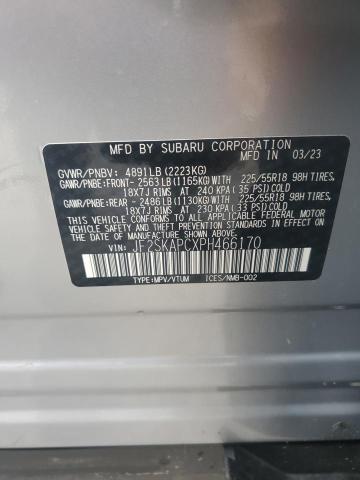 MFD BY SUBARU CORPORATION
MFD IN 03/23
GVWR/PNBV: 4891LB (2223KG)
GAWR/PNBE: FRONT- 2563LB (1165KG) WITH 225/55R18 98H TIRES,
18X7J RIMS AT 240 KPA (35 PSI) COLD
GAWR/PNBE: REAR - 2486LB (1130KG) WITH 225/55R18 98H TIRES,
18X7J RIMS AT 230 KPA (33 PSI) COLD
THIS VEHICLE CONFORMS TO ALL APPLICABLE FEDERAL MOTOR
VEHICLE SAFETY, BUMPER, AND THEFT PREVENTION STANDARDS
IN EFFECT ON THE DATE OF MANUFACTURE SHOWN ABOVE.
VIN: JF2SKAPCXPH466170
TYPE: MPV/VTUM ICES/NMB-002